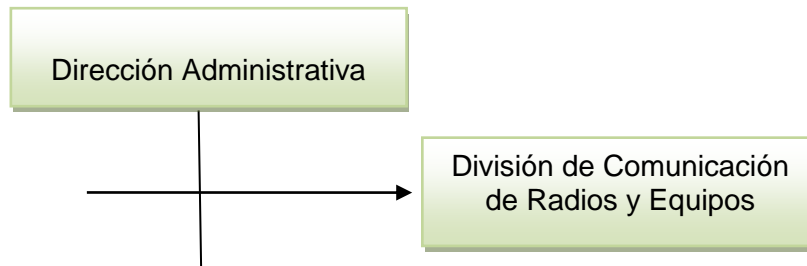 Dirección Administrativa
División de Comunicación
de Radios y Equipos